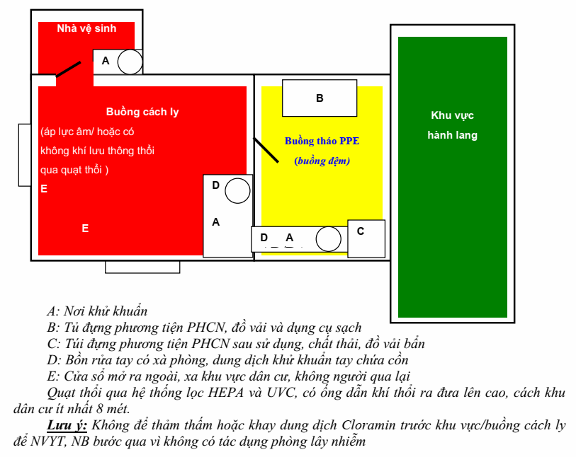 Nhà vệ sinh
A
Buồng cách ly
(áp lực âm/ hoặc có
không khí lưu thông thổi
qua quạt thổi )
E
E
D
A
B
Buồng tháo PPE
(buồng đệm)
D A
C
Khu vực
hành lang
A: Nơi khử khuẩn
B: Tủ đựng phương tiện PHCN, đồ vải và dụng cụ sạch
C: Túi đựng phương tiện PHCN sau sử dụng, chất thải, đồ vải bẩn
D: Bồn rửa tay có xà phòng, dung dịch khử khuẩn tay chứa cồn
E: Cửa sổ mở ra ngoài, xa khu vực dân cư, không người qua lại
Quạt thổi qua hệ thống lọc HEPA và UVC, có ống dẫn khí thổi ra đưa lên cao, cách khu
dân cư ít nhất 8 mét.
Lưu ý: Không để thảm thấm hoặc khay dung dịch Cloramin trước khu vực/buồng cách ly
để NVYT, NB bước qua vì không có tác dụng phòng lây nhiễm